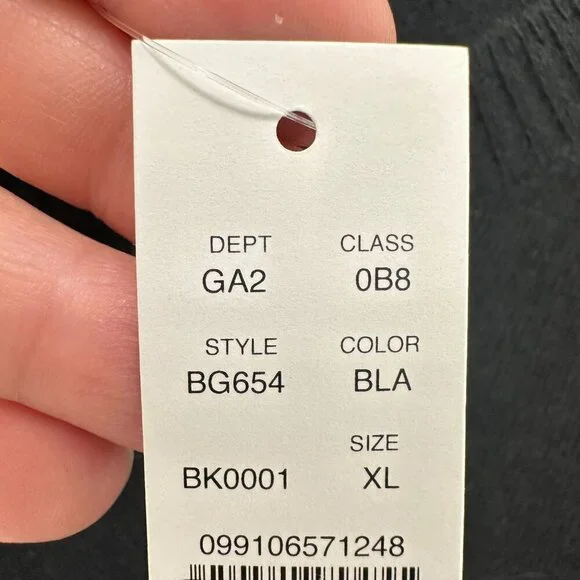 DEPT CLASS
GA2 0B8
STYLE COLOR
BG654 BLA
SIZE
BK0001 XL
099106571248